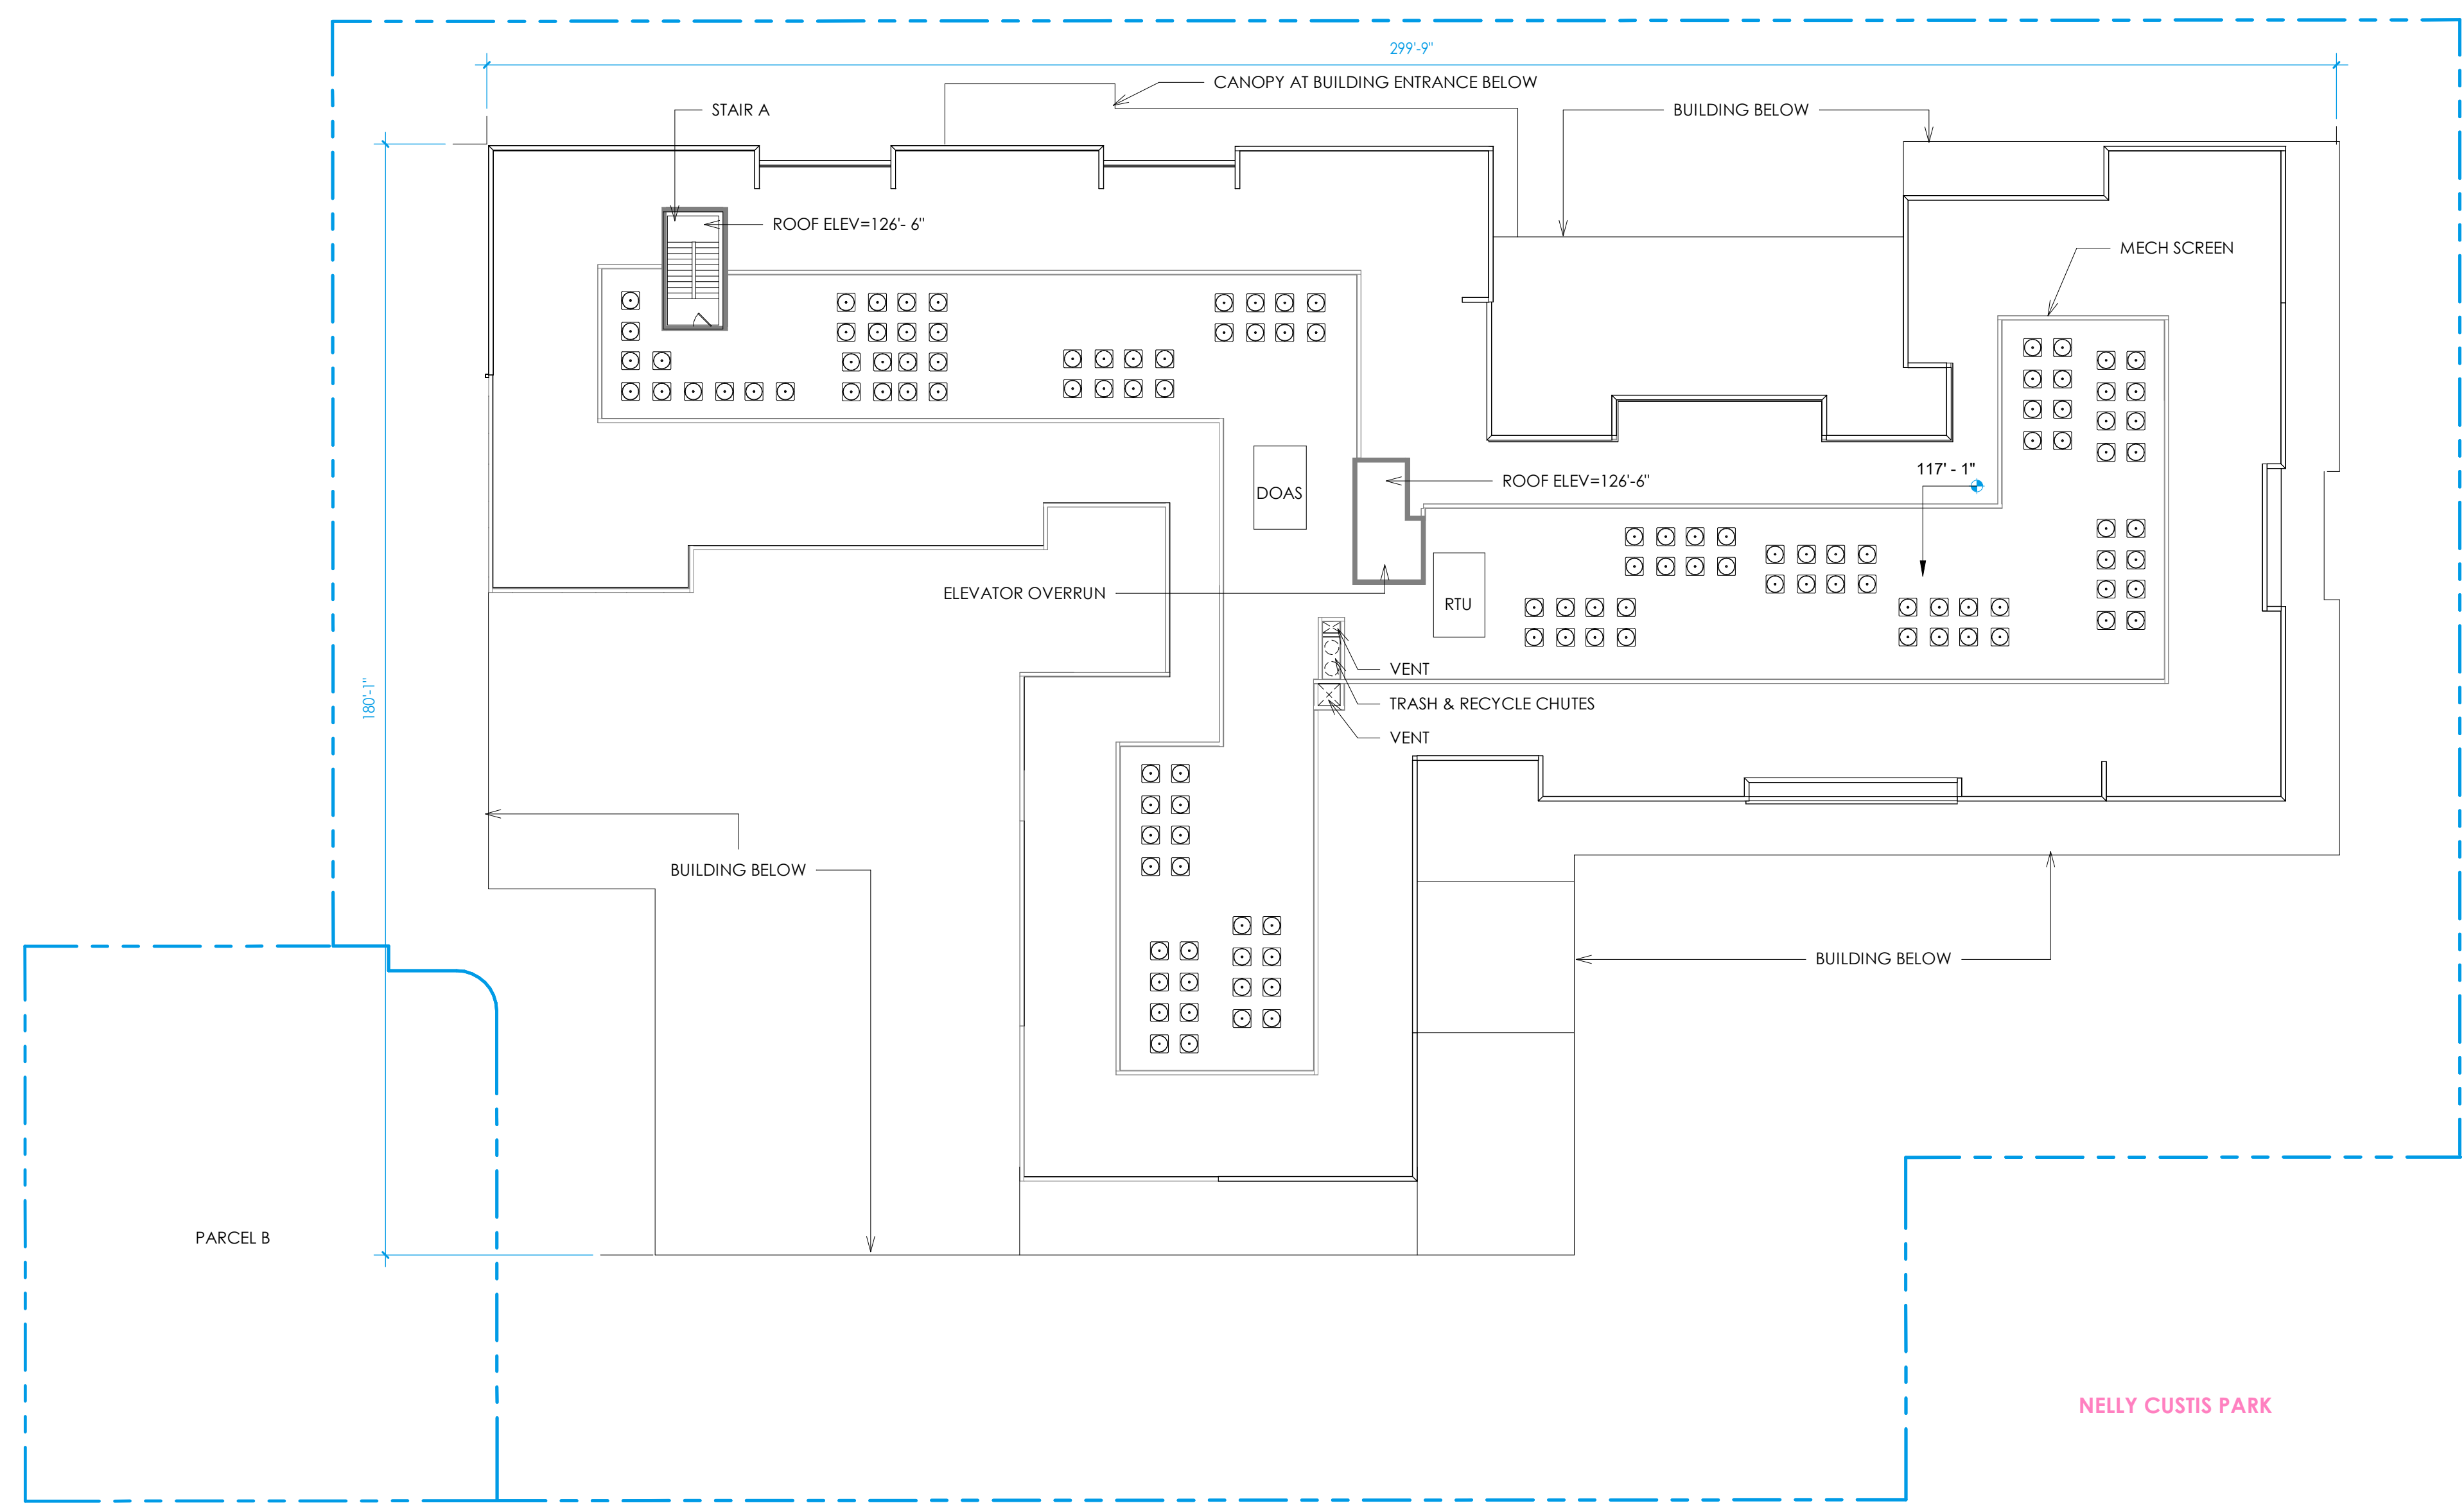 299'-9"
CANOPY AT BUILDING ENTRANCE BELOW
STAIR A
BUILDING BELOW
ROOF ELEV=126'- 6"
MECH SCREEN
117' - 1"
ROOF ELEV=126'-6"
DOAS
ELEVATOR OVERRUN
RTU
VENT
180'-1"
TRASH & RECYCLE CHUTES
VENT
BUILDING BELOW
BUILDING BELOW
PARCEL B
NELLY CUSTIS PARK